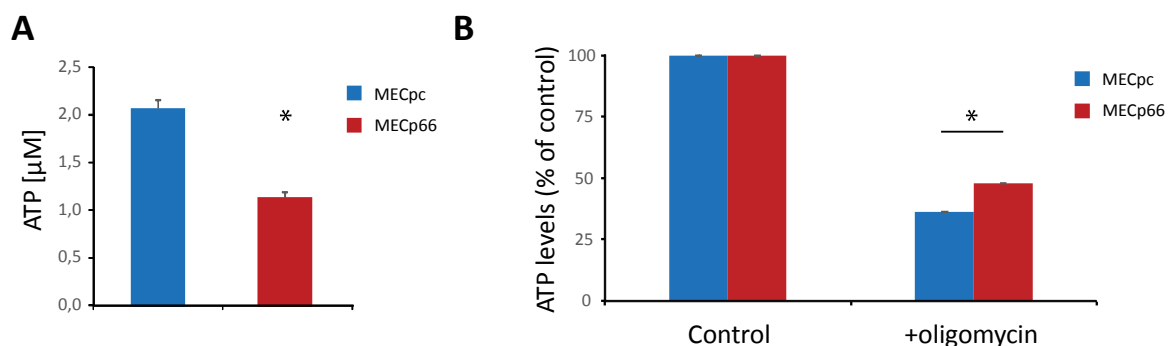 A
ATP [µM]
2,5
2,0
1,5
1,0
0,5
0,0
*
MECpc
MECp66
B
ATP levels (% of control)
100
75
50
25
0
*
MECpc
MECp66
Control
+oligomycin